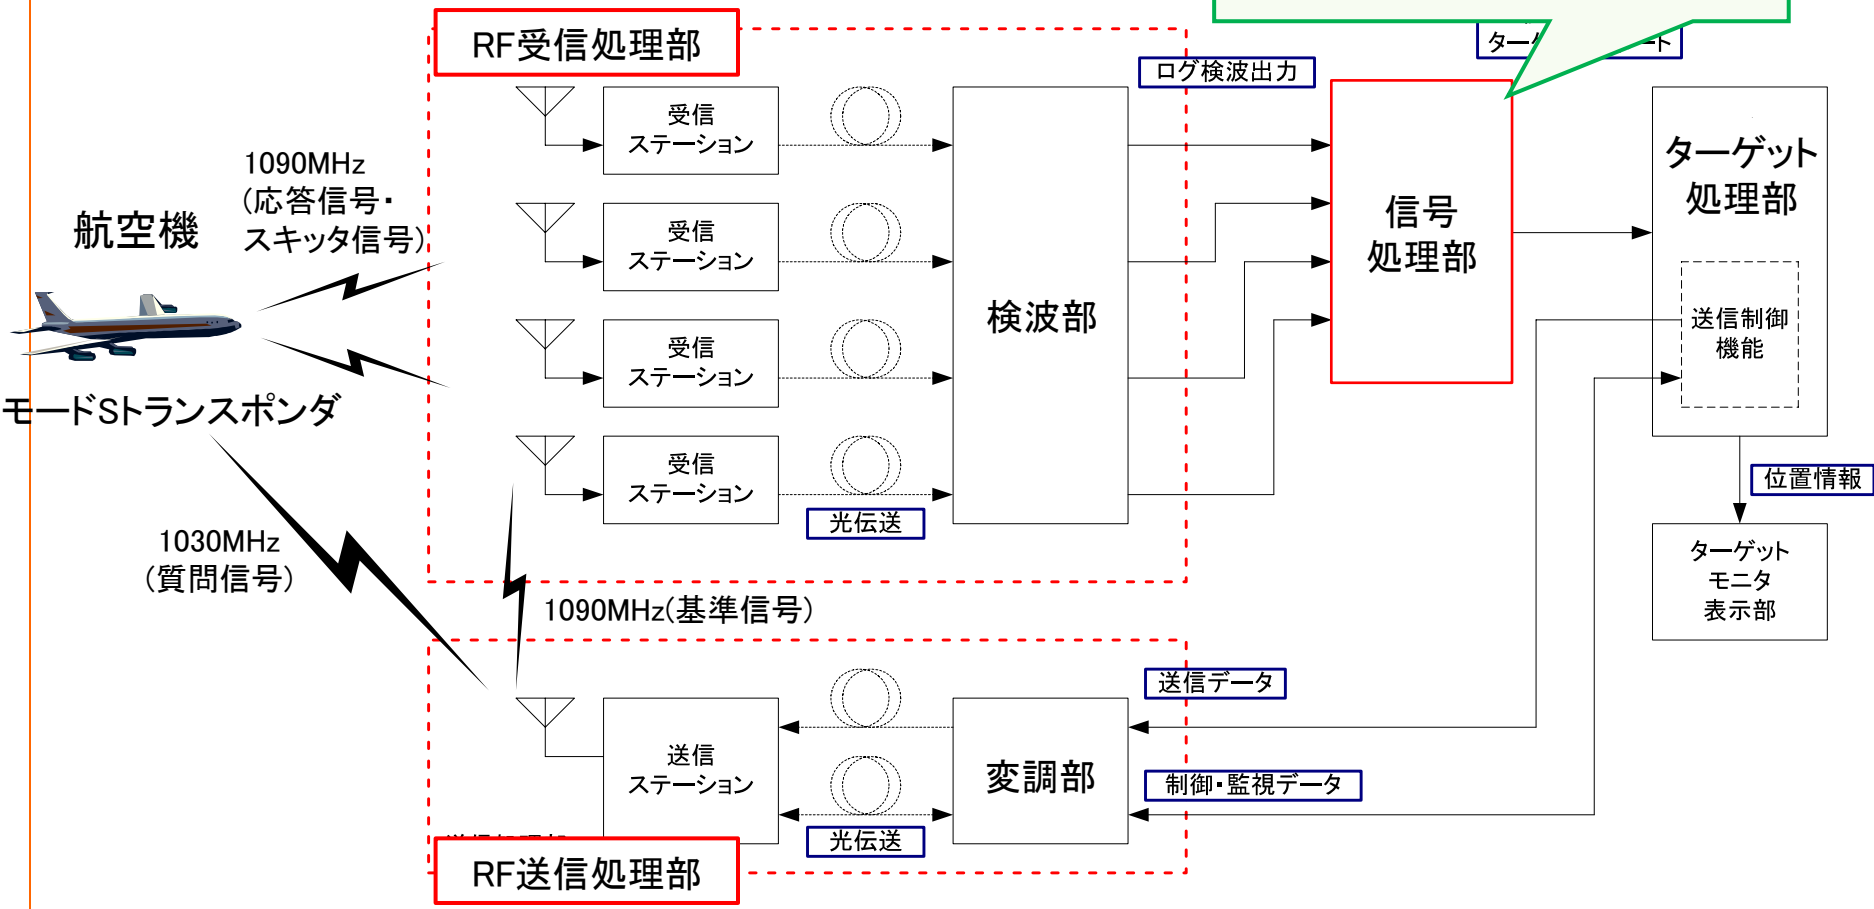 RF受信処理部
ター
ート
ログ検波出力
受信
ステーション
1090MHz
(応答信号・
スキッタ信号)
航空機
モードSトランスポンダ
受信
ステーション
受信
ステーション
受信
ステーション
光伝送
検波部
信号
処理部
ターゲット
処理部
送信制御
機能
位置情報
ターゲット
モニタ
表示部
1030MHz
(質問信号)
1090MHz(基準信号)
送信データ
送信
ステーション
変調部
制御・監視データ
光伝送
RF送信処理部